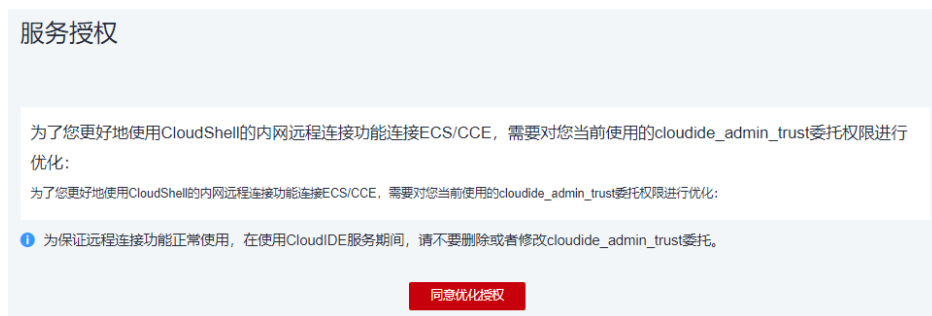 服务授权
为了您更好地使用CloudShell的内网远程连接功能连接ECS/CCE，需要对您当前使用的cloudide_admin_trust委托权限进行
优化：
为了您更好地使用CloudShell的内网远程连接功能连接ECS/CCE，需要对您当前使用的cloudide_admin_trust委托权限进行优化：
为保证远程连接功能正常使用，在使用CloudIDE服务期间，请不要删除或者修改cloudide_admin_trust委托。
同意优化授权